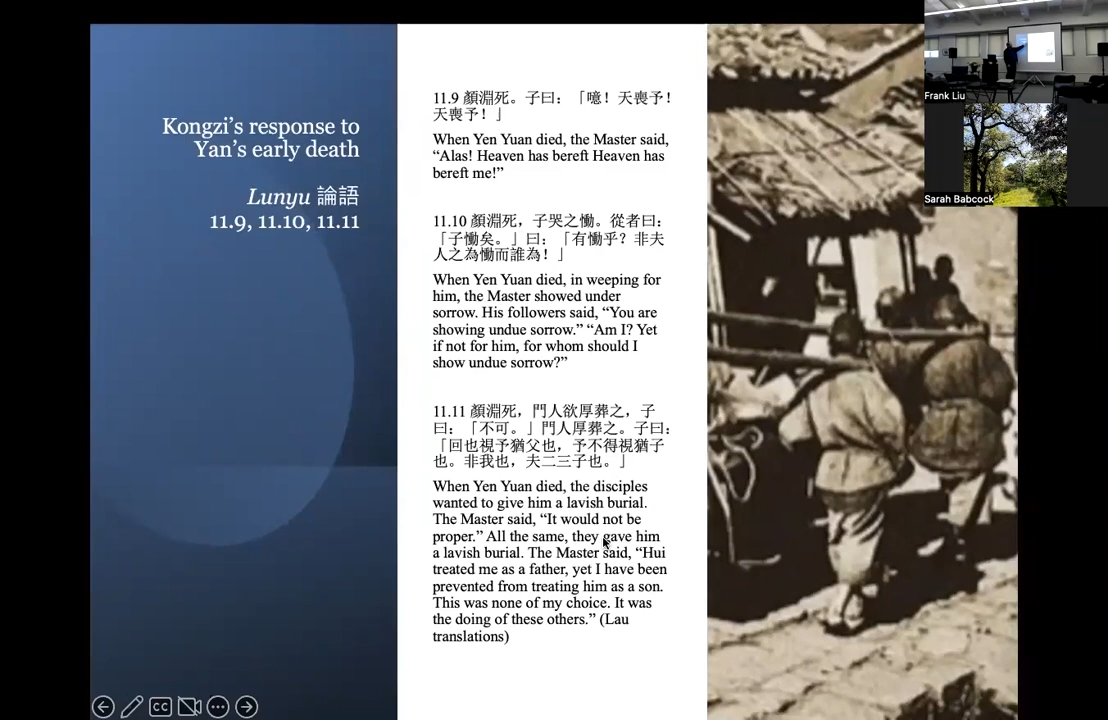 Kongzi’s response to
Yan’s early death
Lunyu 論語
11.9, 11.10, 11.11
11.9 顏淵死。子曰：「噫！天喪予！
天喪予！」
When Yen Yuan died, the Master said,
“Alas! Heaven has bereft Heaven has
bereft me!”
11.10 顏淵死，子哭之慟。從者曰：
「子慟矣。」曰：「有慟乎？非夫
人之為慟而誰為！」
When Yen Yuan died, in weeping for
him, the Master showed under
sorrow. His followers said, “You are
showing undue sorrow.” “Am I? Yet
if not for him, for whom should I
show undue sorrow?”
11.11 顏淵死，門人欲厚葬之，子
曰：「不可。」門人厚葬之。子曰：
「回也視予猶父也，予不得視猶子
也。非我也，夫二三子也。」
When Yen Yuan died, the disciples
wanted to give him a lavish burial.
The Master said, “It would not be
proper.” All the same, they gave him
a lavish burial. The Master said, “Hui
treated me as a father, yet I have been
prevented from treating him as a son.
This was none of my choice. It was
the doing of these others.” (Lau
translations)
Frank Liu
Sarah Babcock
CC